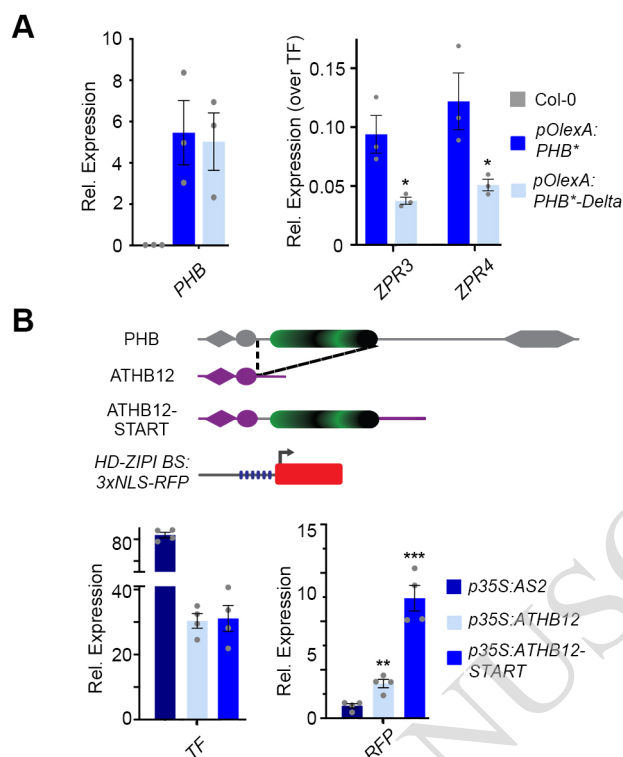 A
Rel. Expression
10
8
6
4
2
0
PHB
Rel. Expression (over TF)
0.15
0.10
0.05
0
*
*
ZPR3
ZPR4
Col-0
pOlexA:
PHB*
pOlexA:
PHB*-Delta
B
PHB
ATHB12
ATHB12-
START
HD-ZIPI BS:
3xNLS-RFP
Rel. Expression
80
40
20
0
TF
Rel. Expression
15
10
5
0
**
***
RFP
p35S:AS2
p35S:ATHB12
p35S:ATHB12-
START
NUSC